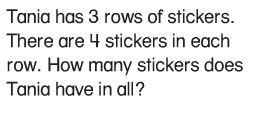 Tania has 3 rows of stickers.
There are 4 stickers in each
row. How many stickers does
Tania have in all?